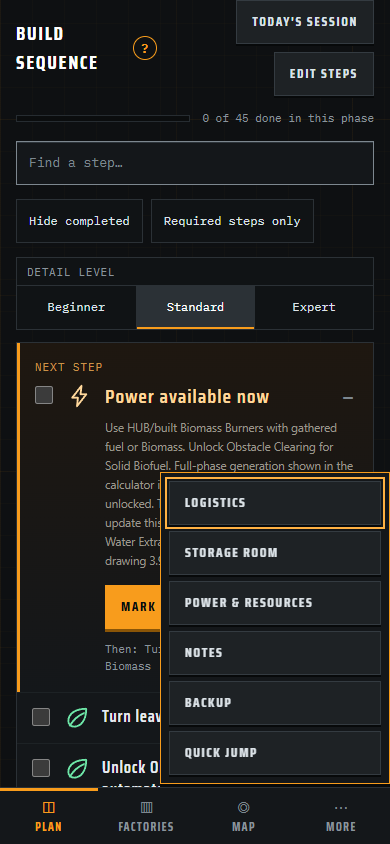 BUILD
SEQUENCE
?
TODAY'S SESSION
EDIT STEPS
0 of 45 done in this phase
Find a step…
Hide completed
Required steps only
DETAIL LEVEL
Beginner
Standard
Expert
NEXT STEP
Power available now
Use HUB/built Biomass Burners with gathered
fuel or Biomass. Unlock Obstacle Clearing for
Solid Biofuel. Full-phase generation shown in the
calculator
unlocked.
update this
Water Extra
drawing 3.
MARK
Then:
Biomass
LOGISTICS
STORAGE ROOM
POWER & RESOURCES
NOTES
BACKUP
QUICK JUMP
Turn leav
Unlock O
PLAN
FACTORIES
MAP
MORE